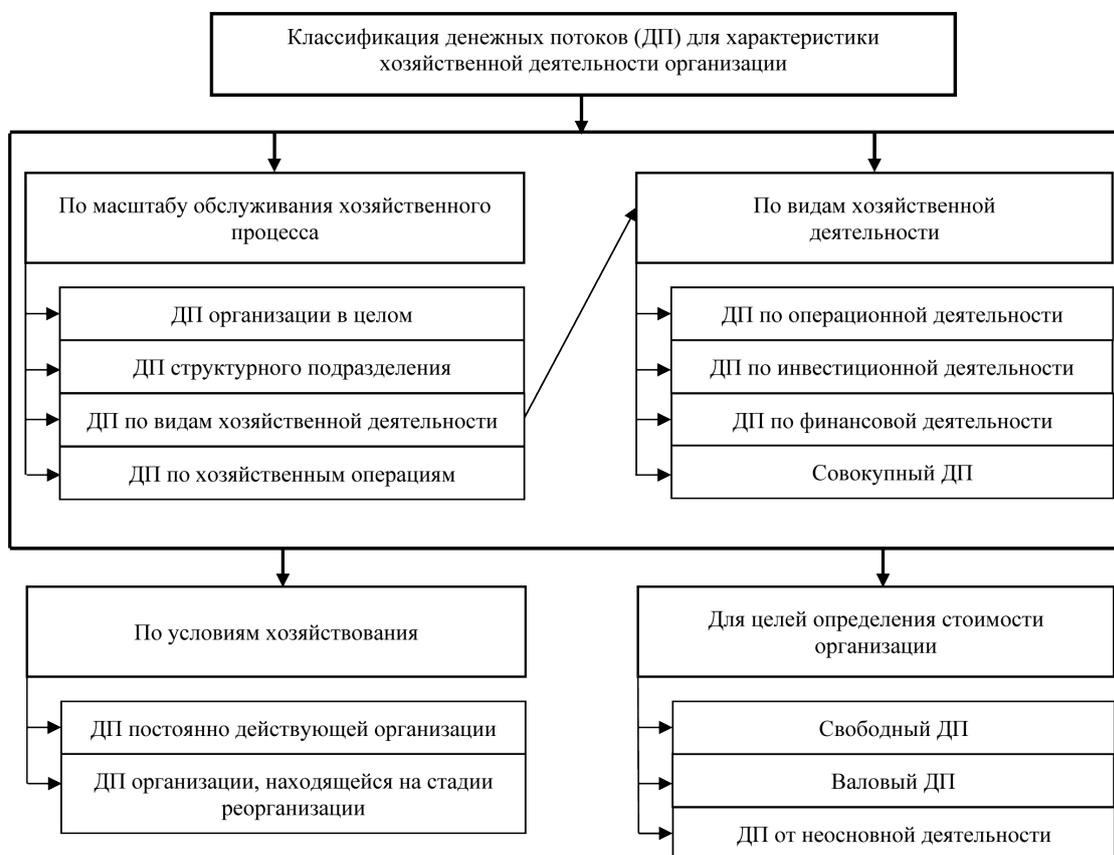 Классификация денежных потоков (ДП) для характеристики
хозяйственной деятельности организации
По масштабу обслуживания хозяйственного
процесса
ДП организации в целом
ДП структурного подразделения
ДП по видам хозяйственной деятельности
ДП по хозяйственным операциям
По видам хозяйственной
деятельности
ДП по операционной деятельности
ДП по инвестиционной деятельности
ДП по финансовой деятельности
Совокупный ДП
По условиям хозяйствования
ДП постоянно действующей организации
ДП организации, находящейся на стадии
реорганизации
Для целей определения стоимости
организации
Свободный ДП
Валовый ДП
ДП от неосновной деятельности